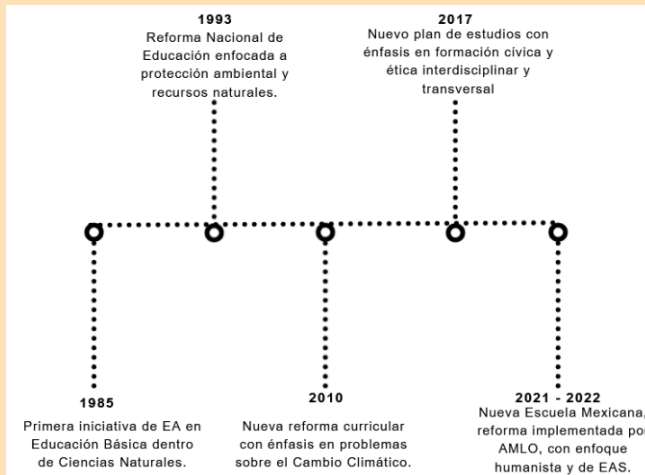 1993
Reforma Nacional de
Educación enfocada a
protección ambiental y
recursos naturales.
2017
Nuevo plan de estudios con
énfasis en formación cívica y
ética interdisciplinar y
transversal
1985
Primera iniciativa de EA en
Educación Básica dentro
de Ciencias Naturales.
2010
Nueva reforma curricular
con énfasis en problemas
sobre el Cambio Climático.
2021 - 2022
Nueva Escuela Mexicana,
reforma implementada por
AMLO, con enfoque
humanista y de EAS.